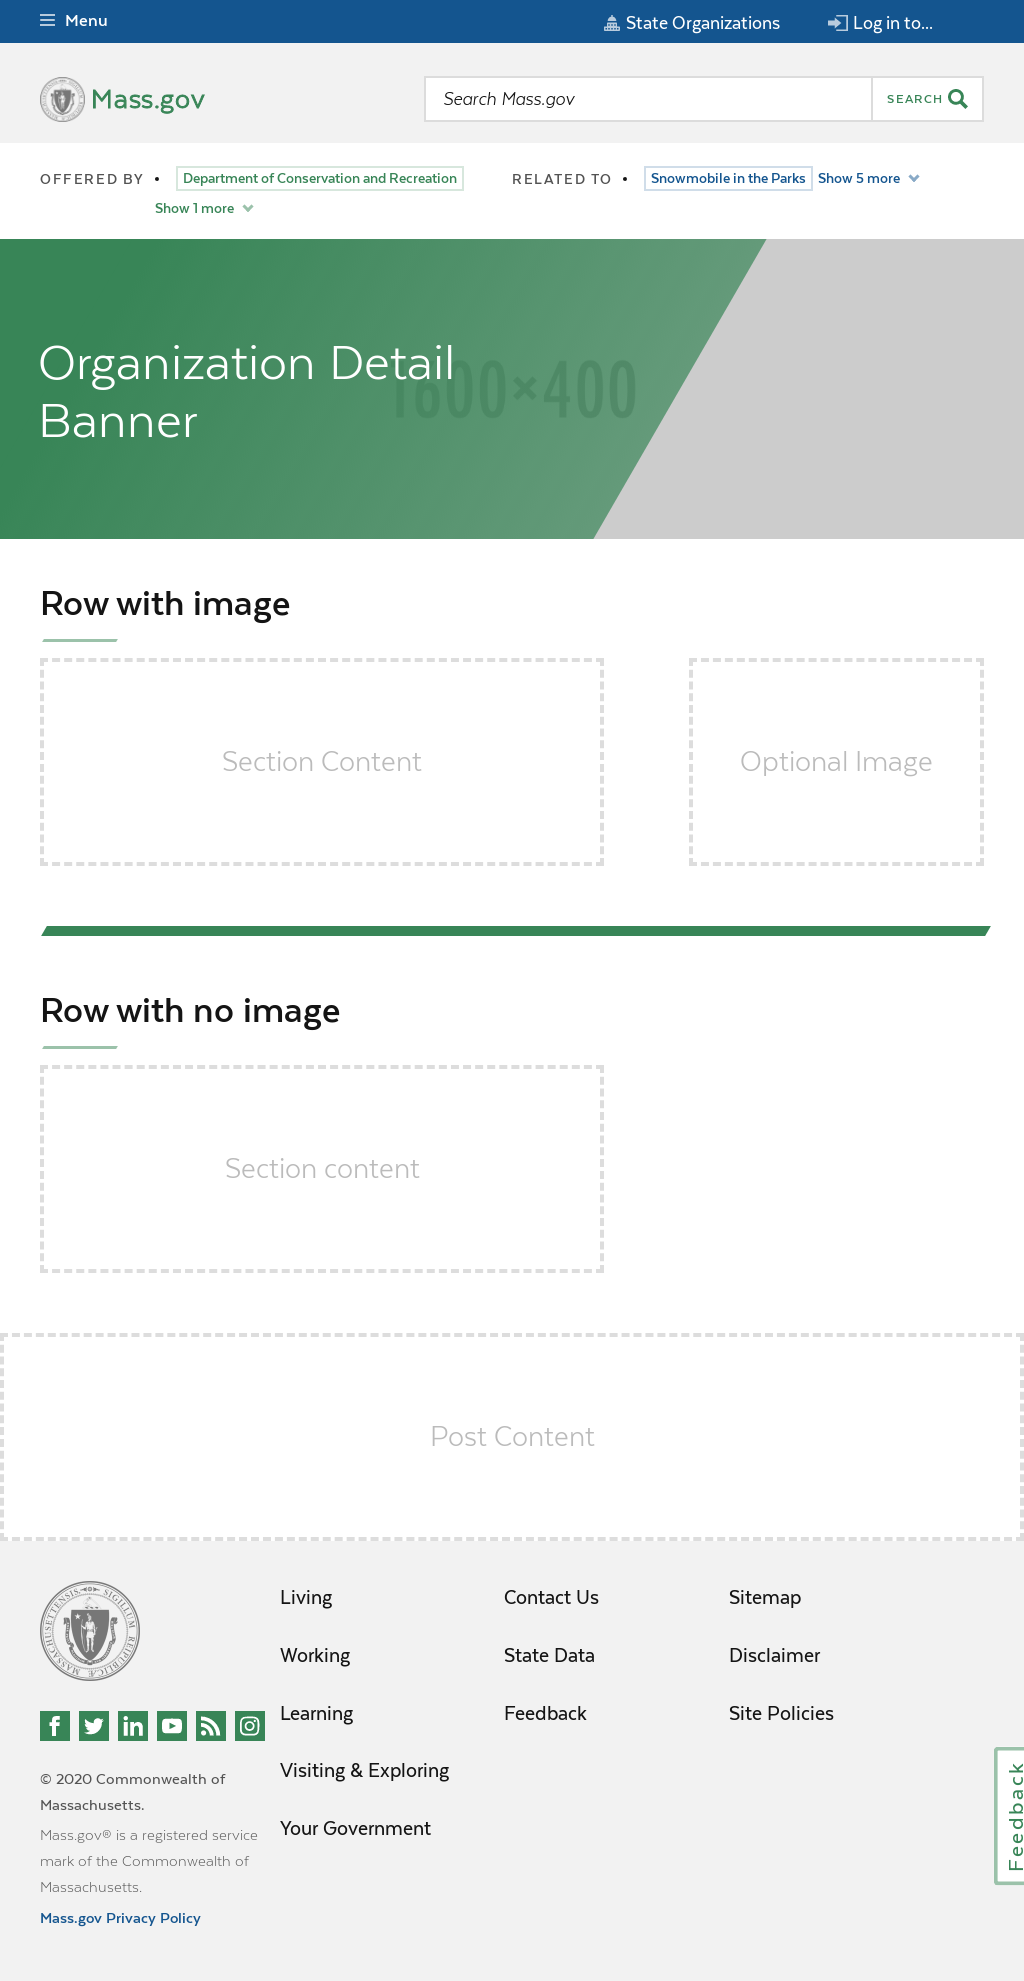 Menu
State Organizations
Log in to...
Mass.gov
Search Mass.gov
SEARCH
OFFERED BY
Department of Conservation and Recreation
Show 1 more
RELATED TO
Snowmobile in the Parks
Show 5 more
Organization Detail
Banner
1600×400
Row with image
Section Content
Optional Image
Row with no image
Section content
Post Content
Living
Working
Learning
Visiting & Exploring
Your Government
Contact Us
State Data
Feedback
Sitemap
Disclaimer
Site Policies
© 2020 Commonwealth of
Massachusetts.
Mass.gov® is a registered service
mark of the Commonwealth of
Massachusetts.
Mass.gov Privacy Policy
Feedback